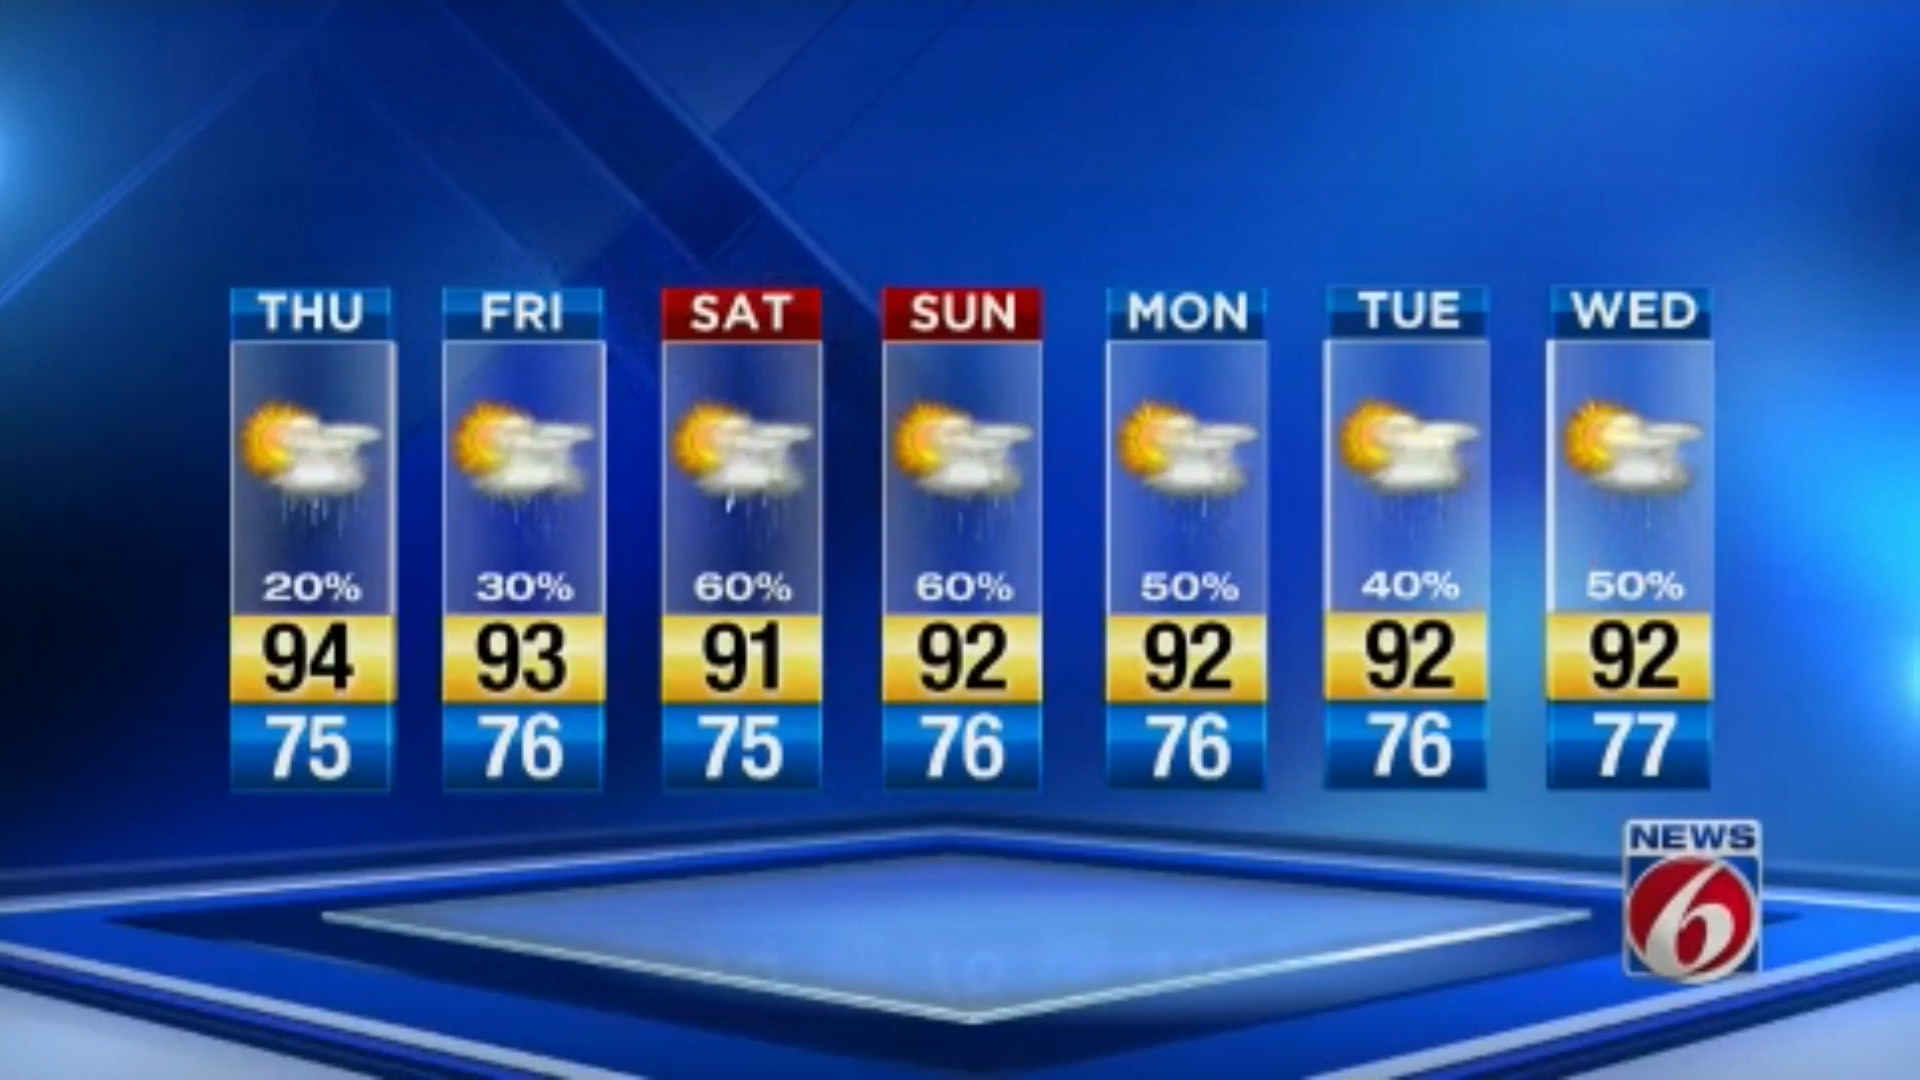 THU FRI SAT SUN MON TUE WED
20% 30% 60% 60% 50% 40% 50%
94 93 91 92 92 92 92
75 76 75 76 76 76 77
NEWS
6